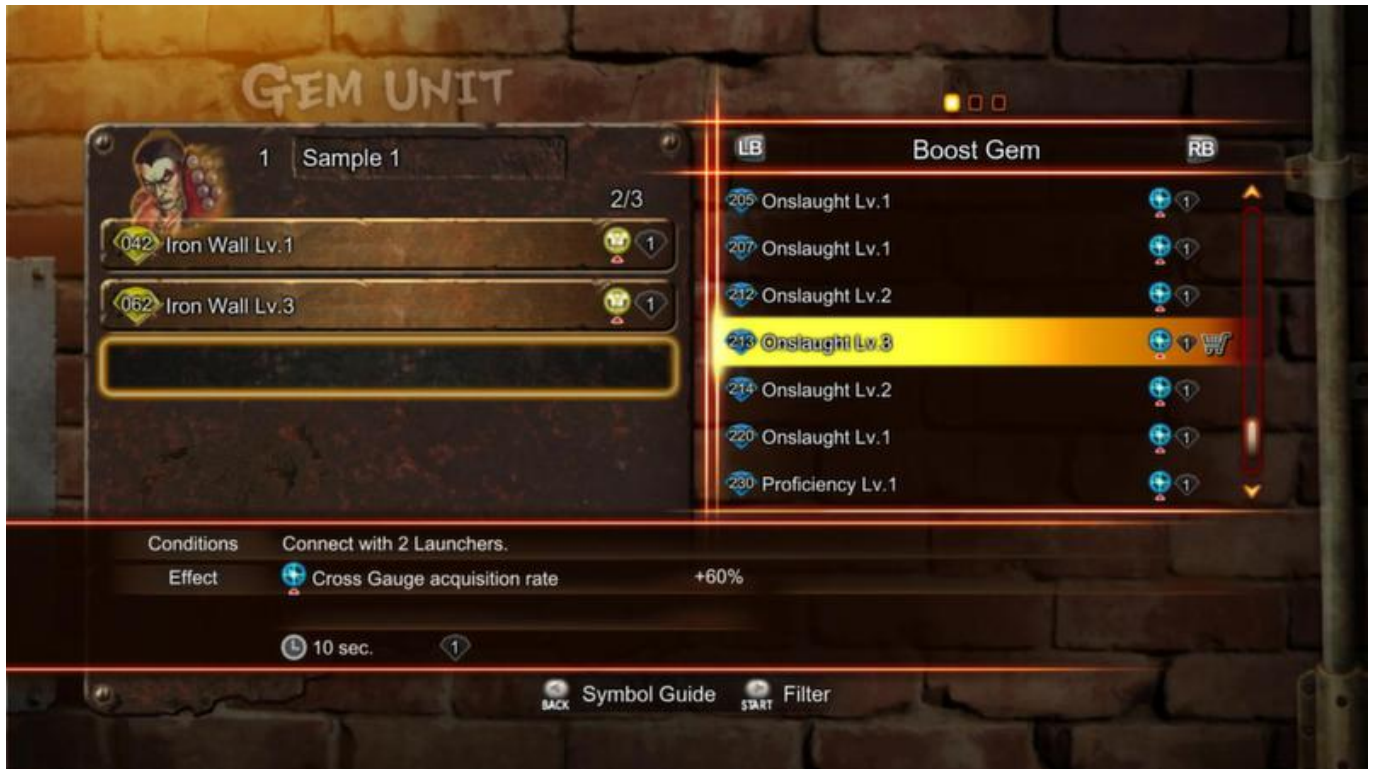 GEM UNIT
1 Sample 1
2/3
042 Iron Wall Lv.1 1
062 Iron Wall Lv.3 1
LB Boost Gem RB
205 Onslaught Lv.1 1
207 Onslaught Lv.1 1
212 Onslaught Lv.2 1
213 Onslaught Lv.3 1
214 Onslaught Lv.2 1
220 Onslaught Lv.1 1
230 Proficiency Lv.1 1
Conditions Connect with 2 Launchers.
Effect Cross Gauge acquisition rate +60%
10 sec. 1
BACK Symbol Guide START Filter